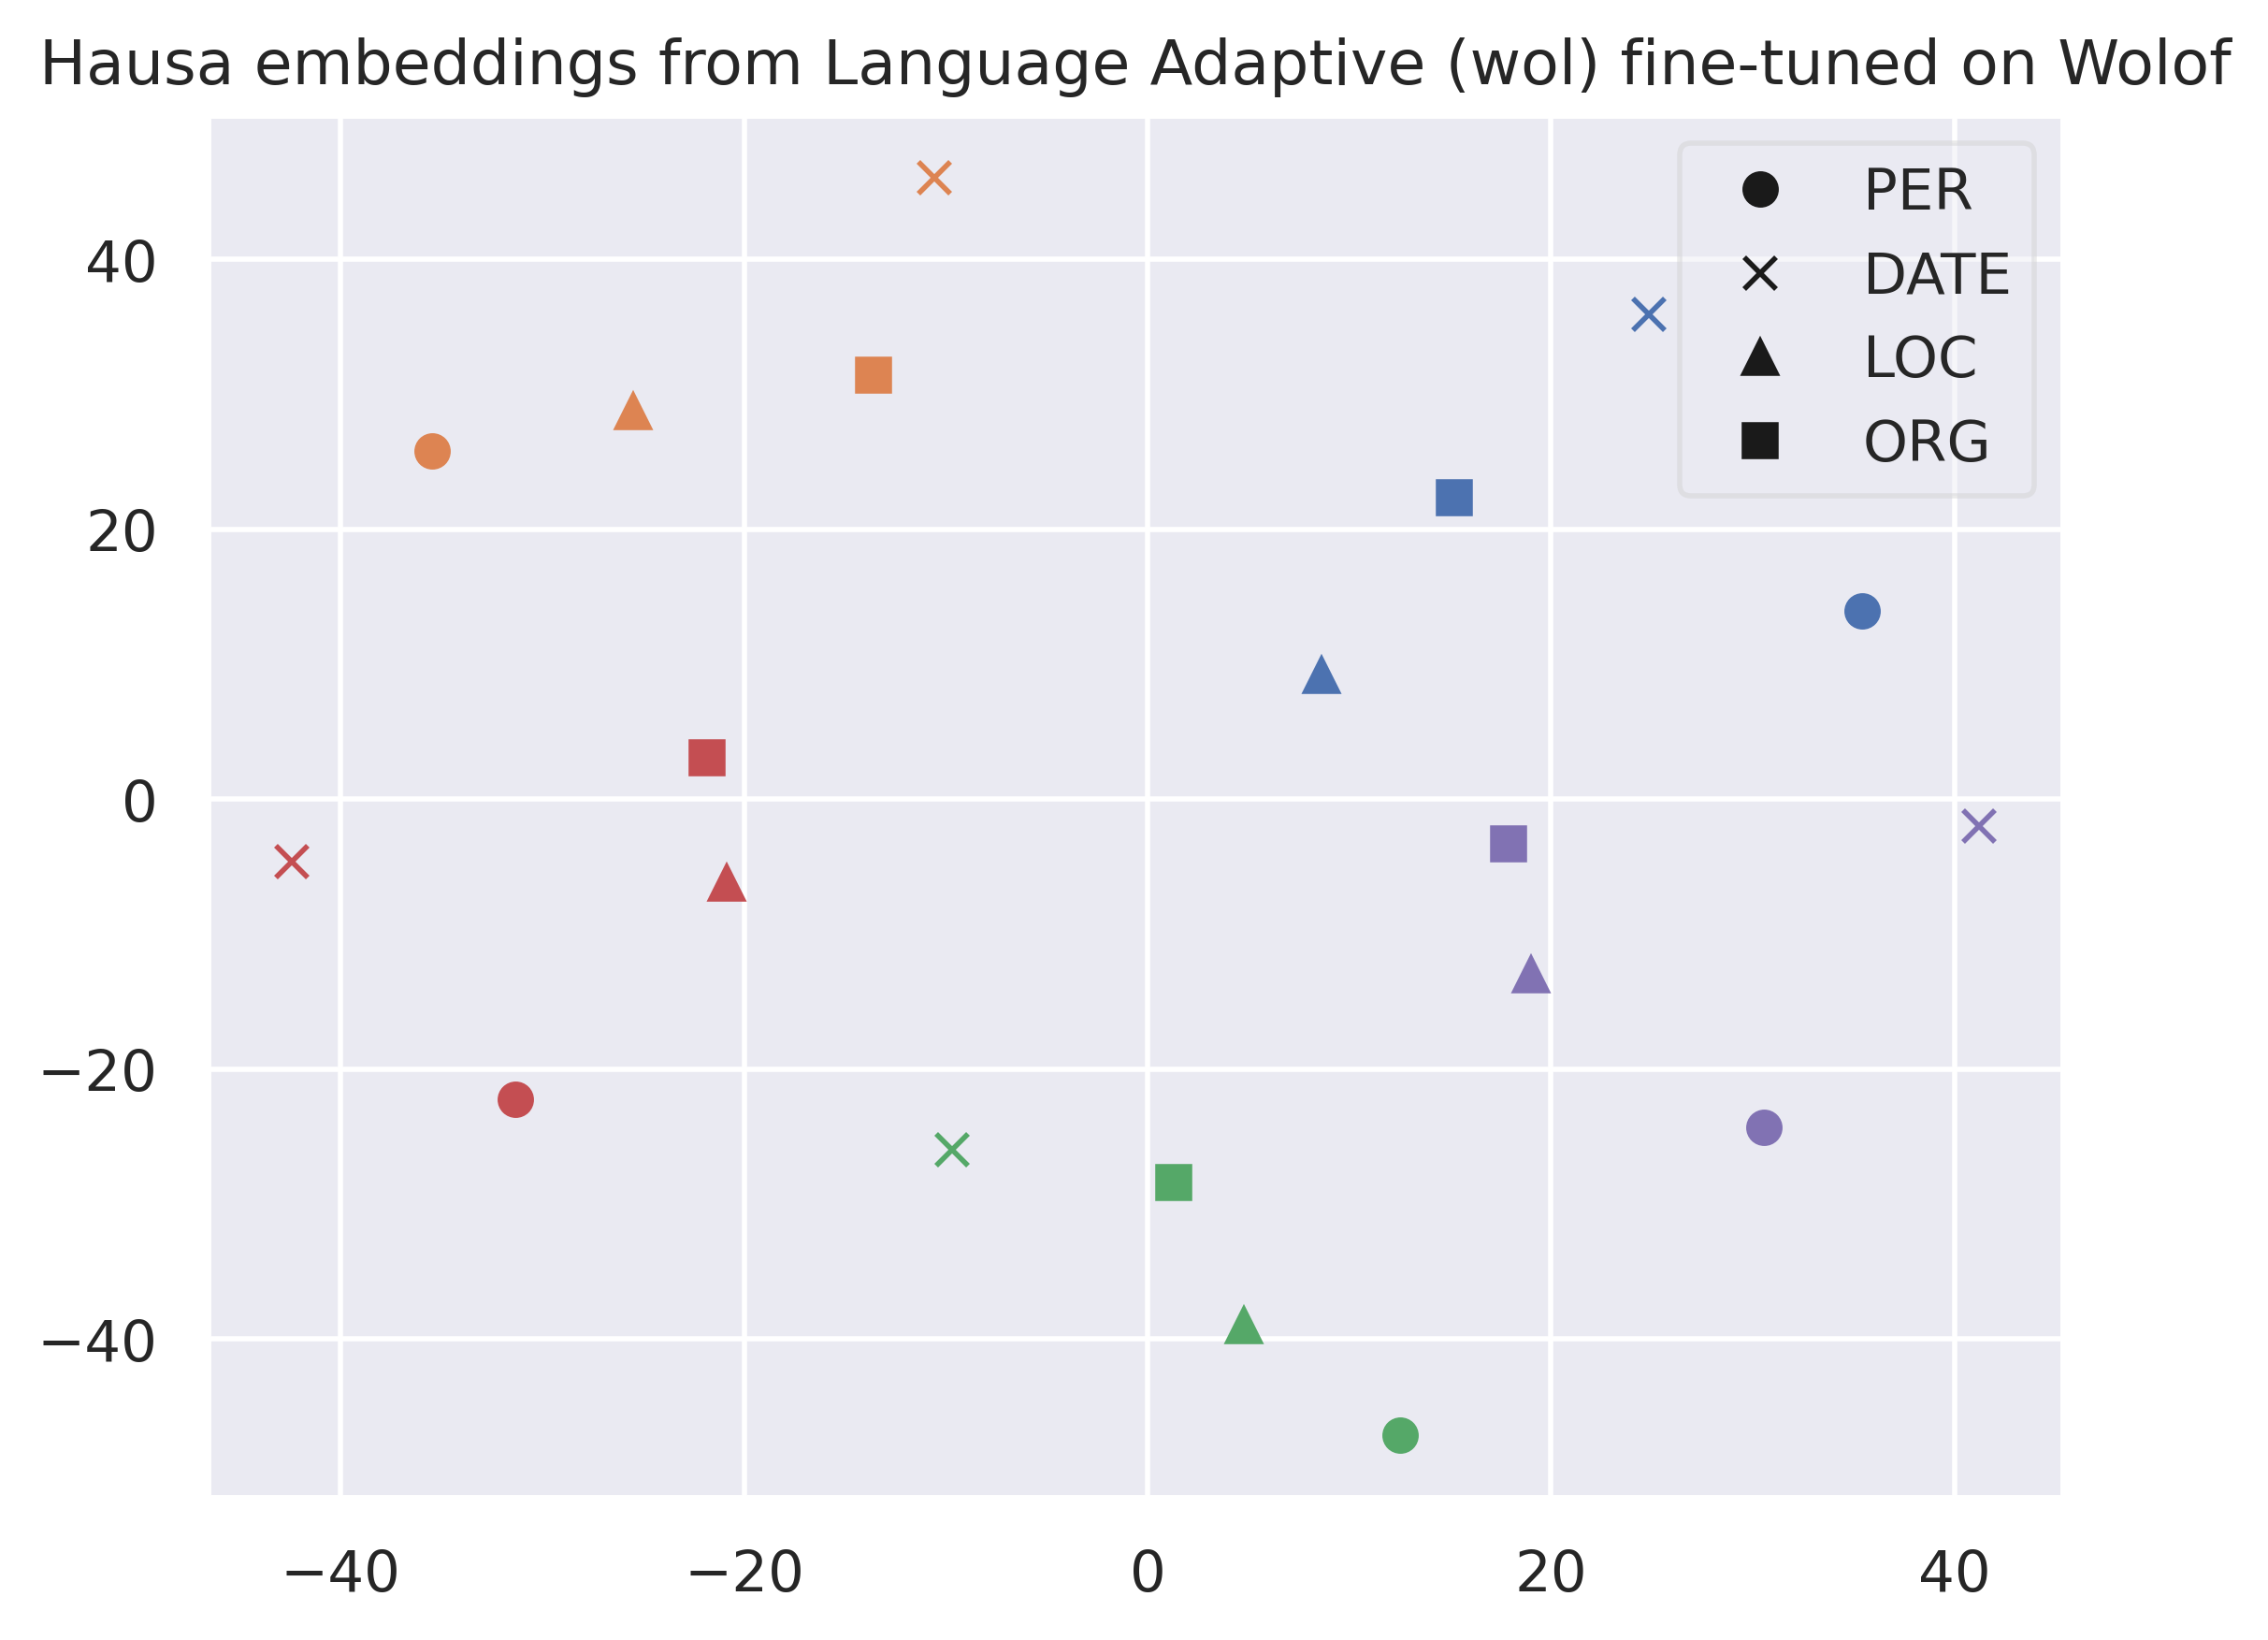 Hausa embeddings from Language Adaptive (wol) fine-tuned on Wolof
PER
DATE
LOC
ORG
40
20
0
−20
−40
−40 −20 0 20 40